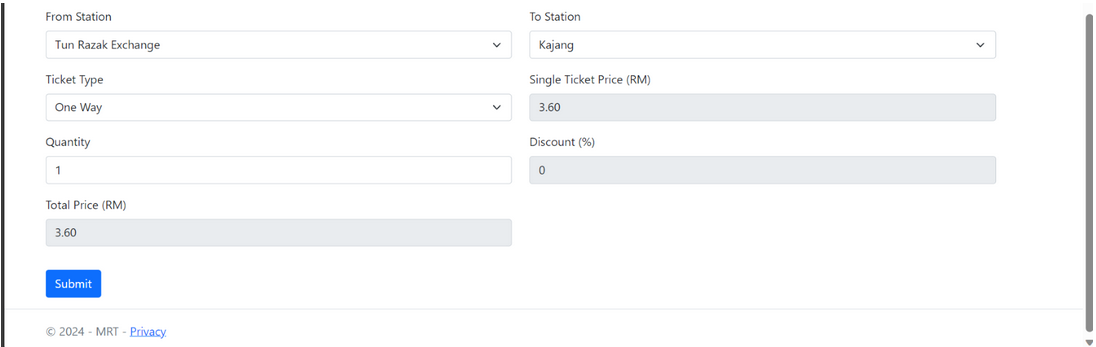 From Station
To Station
Tun Razak Exchange
Kajang
Ticket Type
Single Ticket Price (RM)
One Way
3.60
Quantity
Discount (%)
1
0
Total Price (RM)
3.60
Submit
© 2024 - MRT - Privacy